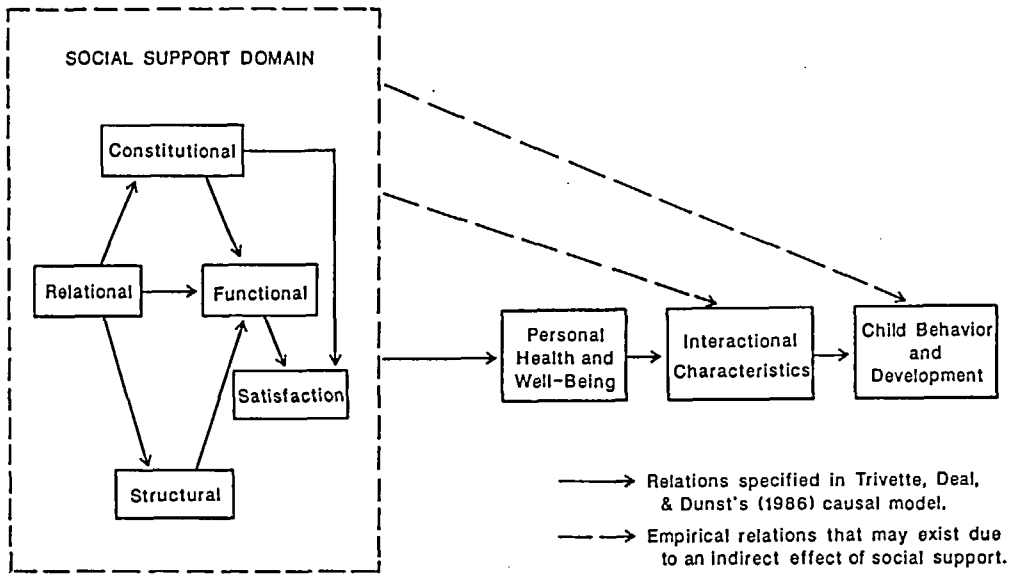 SOCIAL SUPPORT DOMAIN
Constitutional
Relational
Functional
Satisfaction
Structural
Personal
Health and
Well-Being
Interactional
Characteristics
Child Behavior
and
Development
Relations specified in Trivette, Deal,
& Dunst's (1986) causal model.
Empirical relations that may exist due
to an indirect effect of social support.